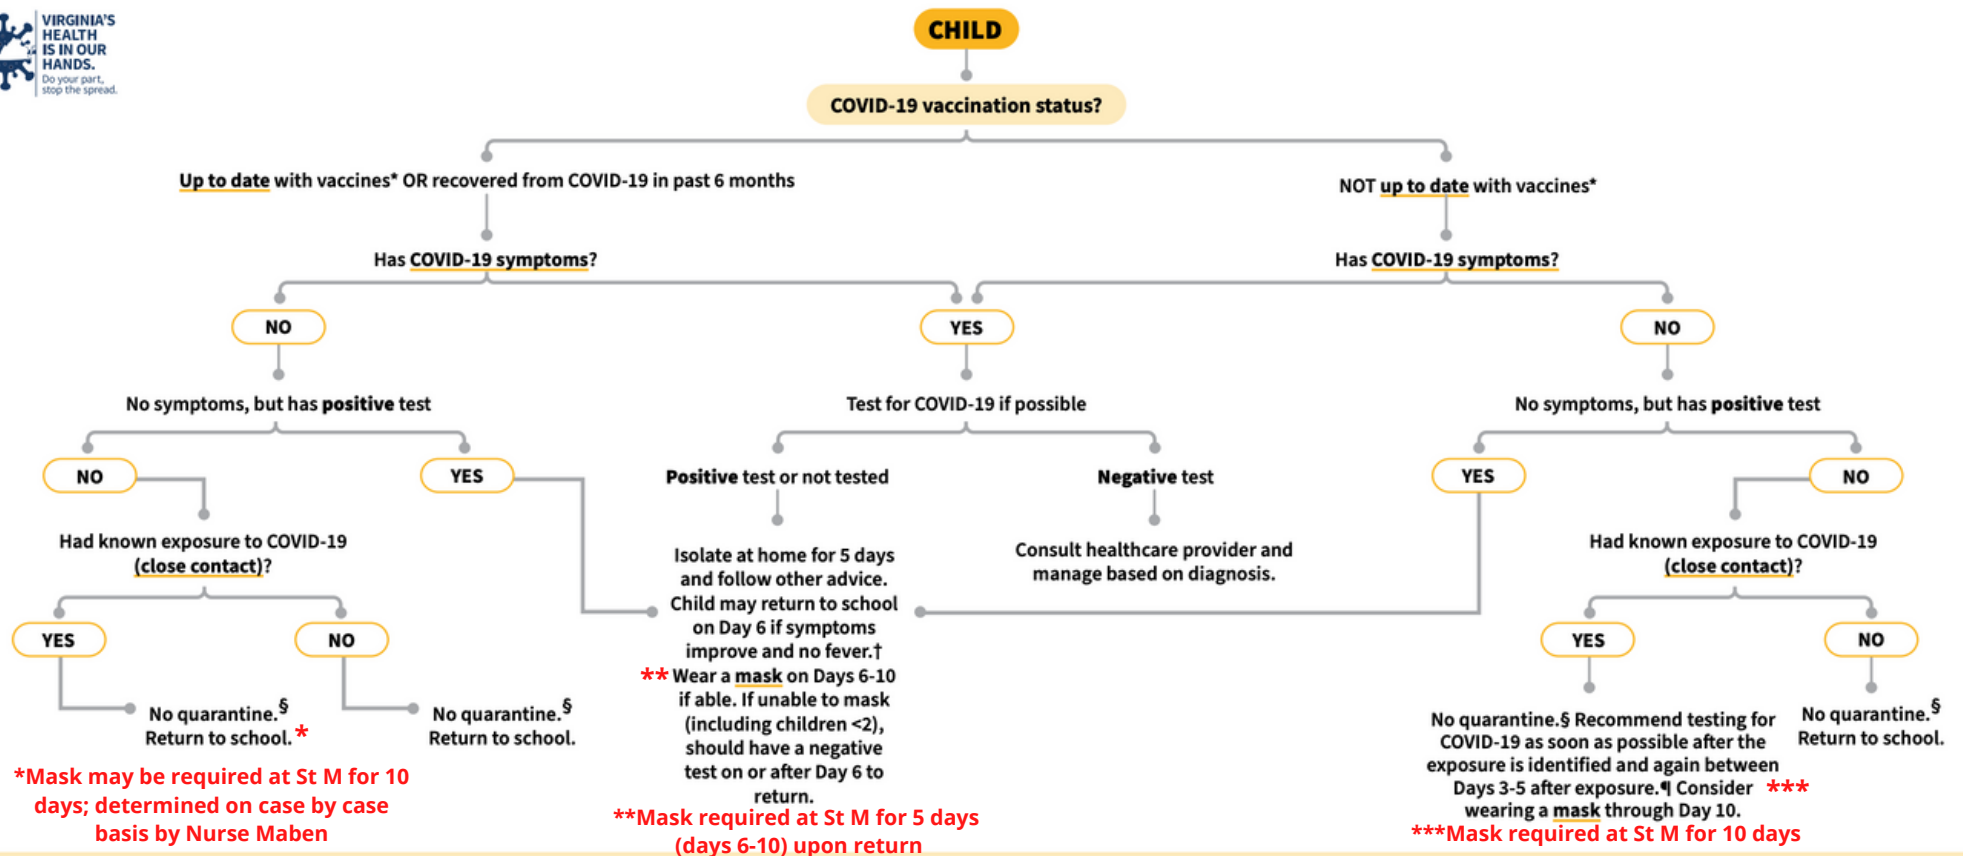 VIRGINIA'S
HEALTH
IS IN OUR
HANDS.
Do your part,
stop the spread.
CHILD
COVID-19 vaccination status?
Up to date with vaccines* OR recovered from COVID-19 in past 6 months
NOT up to date with vaccines*
Has COVID-19 symptoms?
Has COVID-19 symptoms?
NO
YES
NO
No symptoms, but has positive test
Test for COVID-19 if possible
No symptoms, but has positive test
NO
YES
Positive test or not tested
Negative test
YES
NO
Had known exposure to COVID-19
(close contact)?
Isolate at home for 5 days
and follow other advice.
Child may return to school
on Day 6 if symptoms
improve and no fever.†
** Wear a mask on Days 6-10
if able. If unable to mask
(including children <2),
should have a negative
test on or after Day 6 to
return.
**Mask required at St M for 5 days
(days 6-10) upon return
Consult healthcare provider and
manage based on diagnosis.
Had known exposure to COVID-19
(close contact)?
YES
NO
No quarantine.§
Return to school.*
No quarantine.§
Return to school.
*Mask may be required at St M for 10
days; determined on case by case
basis by Nurse Maben
YES
NO
No quarantine.§ Recommend testing for
COVID-19 as soon as possible after the
exposure is identified and again between
Days 3-5 after exposure.¶ Consider ***
wearing a mask through Day 10.
***Mask required at St M for 10 days
No quarantine.§
Return to school.